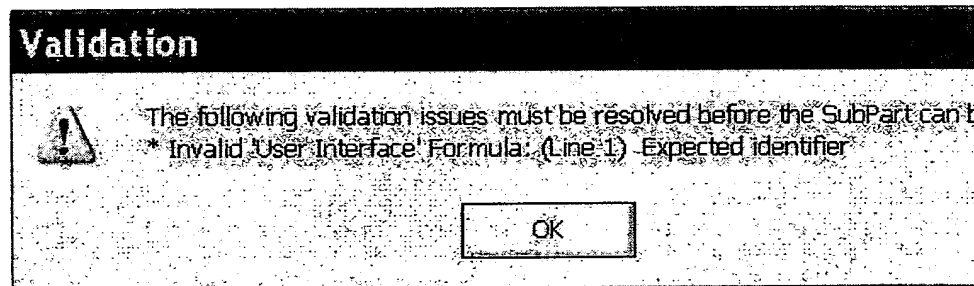 Validation
The following validation issues must be resolved before the SubPart can b
* Invalid 'User Interface' Formula: (Line 1) Expected identifier
OK